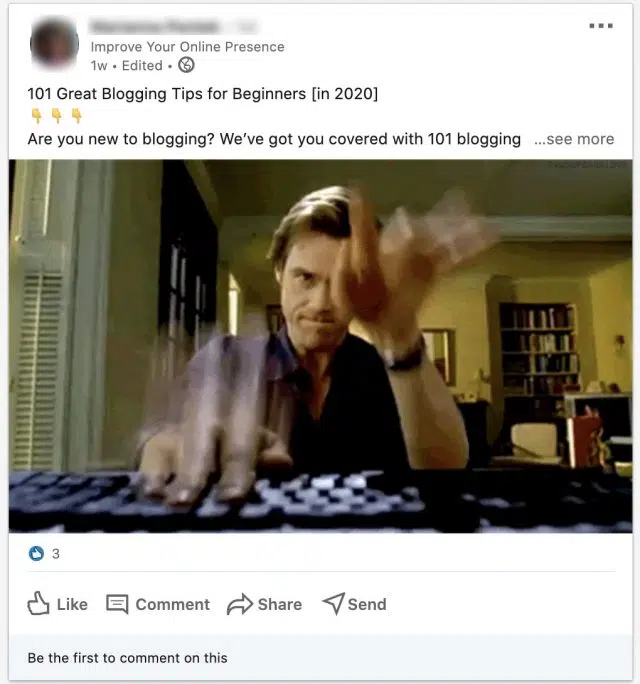 Improve Your Online Presence
1w • Edited •
101 Great Blogging Tips for Beginners [in 2020]
👇 👇 👇
Are you new to blogging? We've got you covered with 101 blogging ...see more
3
Like Comment Share Send
Be the first to comment on this